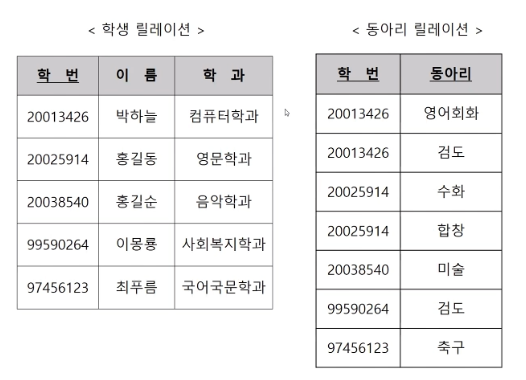 < 학생 릴레이션 >
학 번 이 름 학 과
20013426 박하늘 컴퓨터학과
20025914 홍길동 영문학과
20038540 홍길순 음악학과
99590264 이몽룡 사회복지학과
97456123 최푸름 국어국문학과
< 동아리 릴레이션 >
학 번 동아리
20013426 영어회화
20013426 검도
20025914 수화
20025914 합창
20038540 미술
99590264 검도
97456123 축구